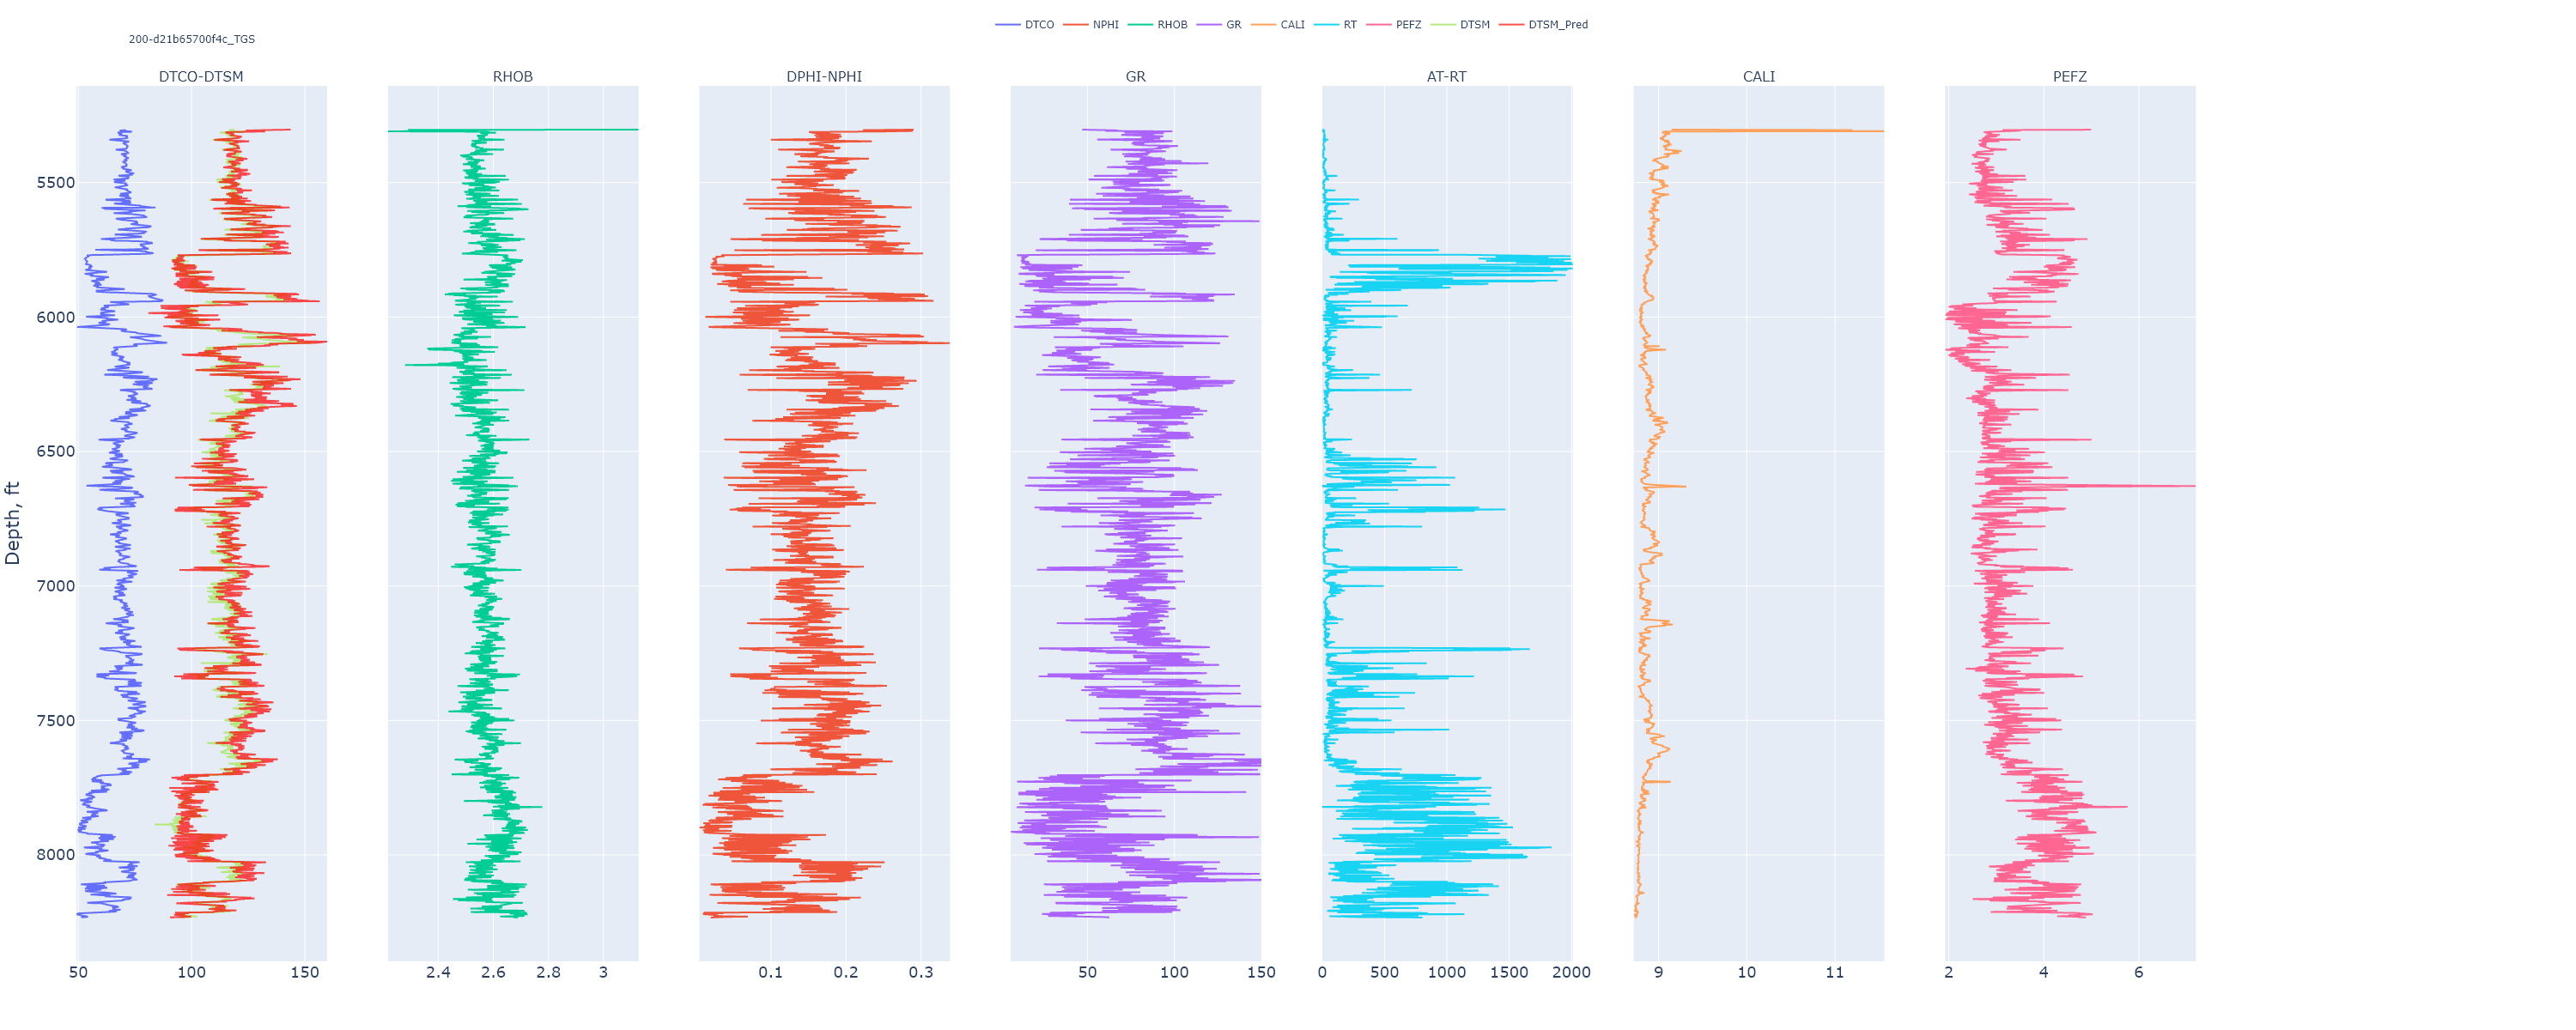 DTCO NPHI RHOB GR CALI RT PEFZ DTSM DTSM_Pred
200-d21b65700f4c_TGS
DTCO-DTSM RHOB DPHI-NPHI GR AT-RT CALI PEFZ
Depth, ft
5500
6000
6500
7000
7500
8000
50 100 150 2.4 2.6 2.8 3 0.1 0.2 0.3 50 100 150 0 500 1000 1500 2000 9 10 11 2 4 6